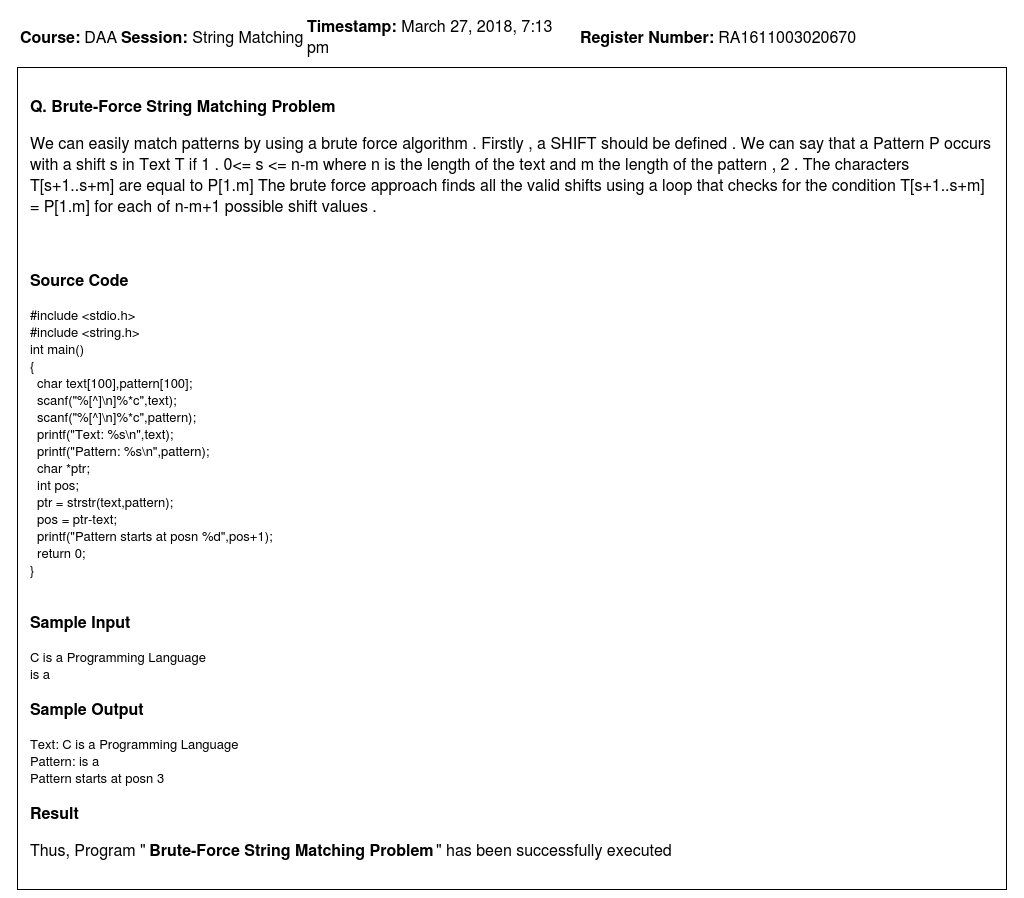 Course: DAA Session: String Matching Timestamp: March 27, 2018, 7:13 pm Register Number: RA1611003020670
Q. Brute-Force String Matching Problem
We can easily match patterns by using a brute force algorithm . Firstly , a SHIFT should be defined . We can say that a Pattern P occurs
with a shift s in Text T if 1 . 0<= s <= n-m where n is the length of the text and m the length of the pattern , 2 . The characters
T[s+1..s+m] are equal to P[1.m] The brute force approach finds all the valid shifts using a loop that checks for the condition T[s+1..s+m]
= P[1.m] for each of n-m+1 possible shift values .
Source Code
#include <stdio.h>
#include <string.h>
int main()
{
  char text[100],pattern[100];
  scanf("%[^]\n]%*c",text);
  scanf("%[^]\n]%*c",pattern);
  printf("Text: %s\n",text);
  printf("Pattern: %s\n",pattern);
  char *ptr;
  int pos;
  ptr = strstr(text,pattern);
  pos = ptr-text;
  printf("Pattern starts at posn %d",pos+1);
  return 0;
}
Sample Input
C is a Programming Language
is a
Sample Output
Text: C is a Programming Language
Pattern: is a
Pattern starts at posn 3
Result
Thus, Program " Brute-Force String Matching Problem " has been successfully executed